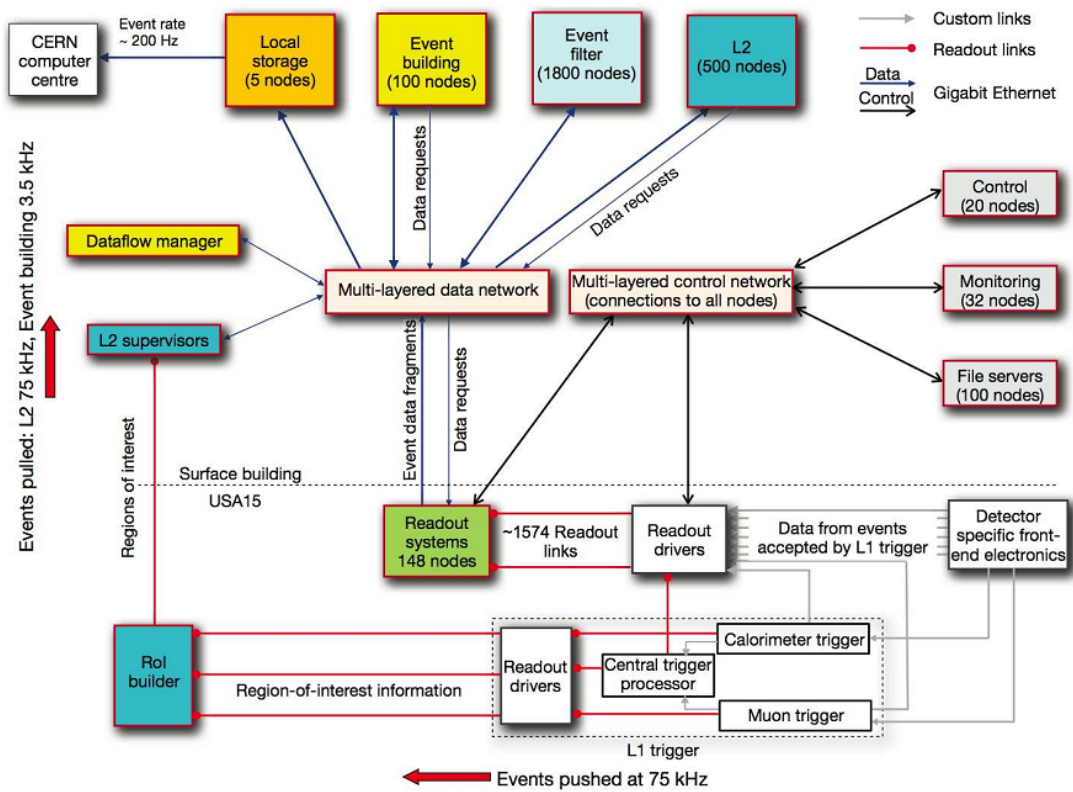 Event rate
~ 200 Hz
CERN
computer
centre
Local
storage
(5 nodes)
Event
building
(100 nodes)
Event
filter
(1800 nodes)
L2
(500 nodes)
Custom links
Readout links
Data
Control
Gigabit Ethernet
Data requests
Data requests
Control
(20 nodes)
Dataflow manager
Multi-layered data network
Multi-layered control network
(connections to all nodes)
Monitoring
(32 nodes)
L2 supervisors
File servers
(100 nodes)
Events pulled: L2 75 kHz, Event building 3.5 kHz
Regions of interest
Event data fragments
Data requests
Surface building
USA15
Readout
systems
148 nodes
~1574 Readout
links
Readout
drivers
Data from events
accepted by L1 trigger
Detector
specific front-
end electronics
RoI
builder
Region-of-interest information
Readout
drivers
Calorimeter trigger
Central trigger
processor
Muon trigger
L1 trigger
Events pushed at 75 kHz